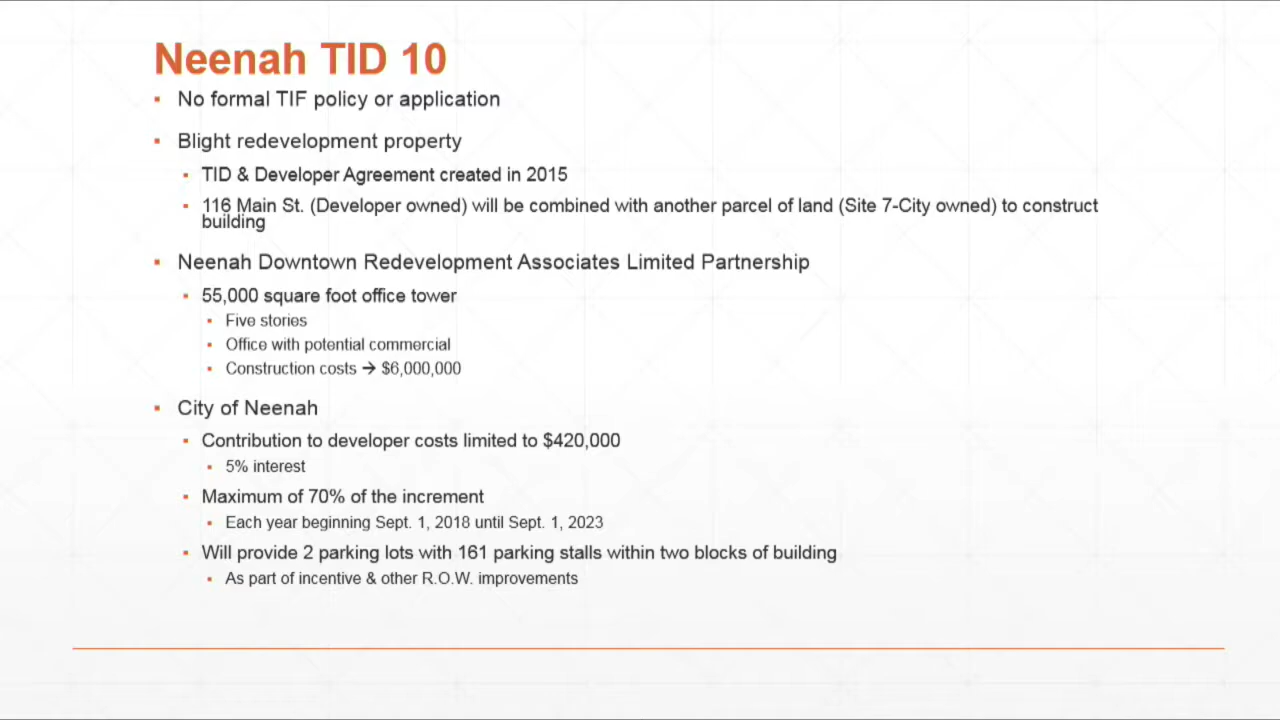 Neenah TID 10
▪ No formal TIF policy or application
▪ Blight redevelopment property
▪ TID & Developer Agreement created in 2015
▪ 116 Main St. (Developer owned) will be combined with another parcel of land (Site 7-City owned) to construct
building
▪ Neenah Downtown Redevelopment Associates Limited Partnership
▪ 55,000 square foot office tower
▪ Five stories
▪ Office with potential commercial
▪ Construction costs → $6,000,000
▪ City of Neenah
▪ Contribution to developer costs limited to $420,000
▪ 5% interest
▪ Maximum of 70% of the increment
▪ Each year beginning Sept. 1, 2018 until Sept. 1, 2023
▪ Will provide 2 parking lots with 161 parking stalls within two blocks of building
▪ As part of incentive & other R.O.W. improvements